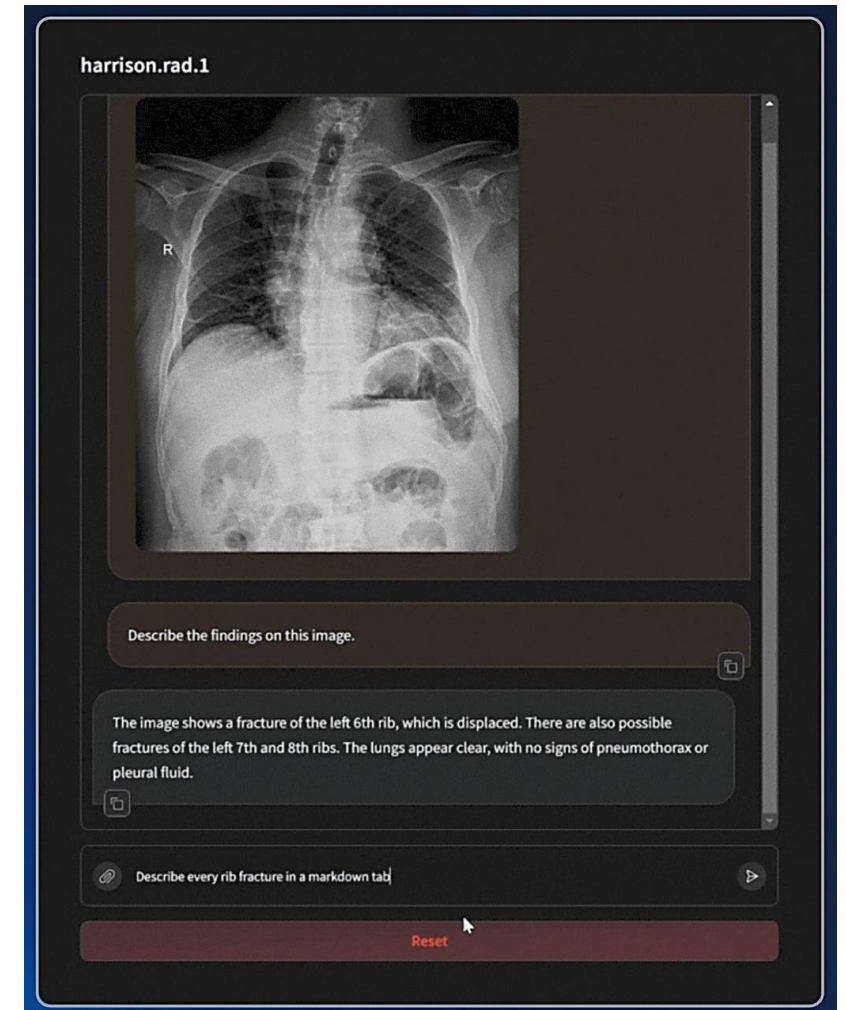 harrison.rad.1
R
Describe the findings on this image.
The image shows a fracture of the left 6th rib, which is displaced. There are also possible
fractures of the left 7th and 8th ribs. The lungs appear clear, with no signs of pneumothorax or
pleural fluid.
Describe every rib fracture in a markdown tab
Reset